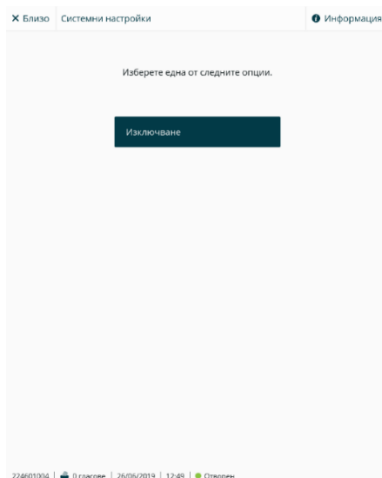 ✕ Близо Системни настройки Информация
Изберете една от следните опции.
Изключване
224601004 | 0 гласове | 26/06/2019 | 12:49 | Отворен